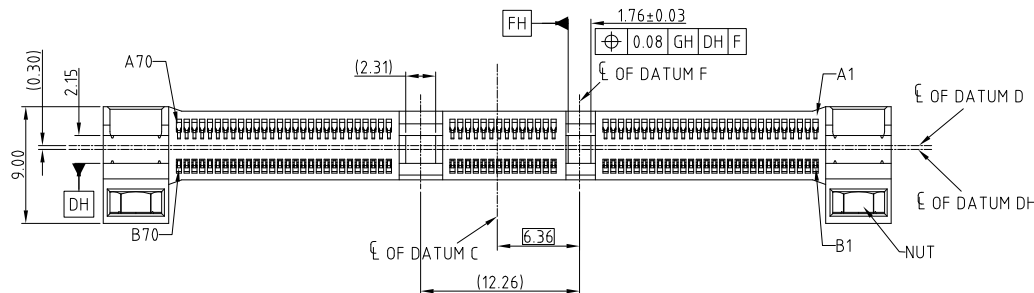 FH
1.76±0.03
⌖ 0.08 GH DH F
℄ OF DATUM F
A70
(2.31)
A1
℄ OF DATUM D
(0.30)
2.15
9.00
DH
℄ OF DATUM DH
B70
℄ OF DATUM C
6.36
B1
NUT
(12.26)